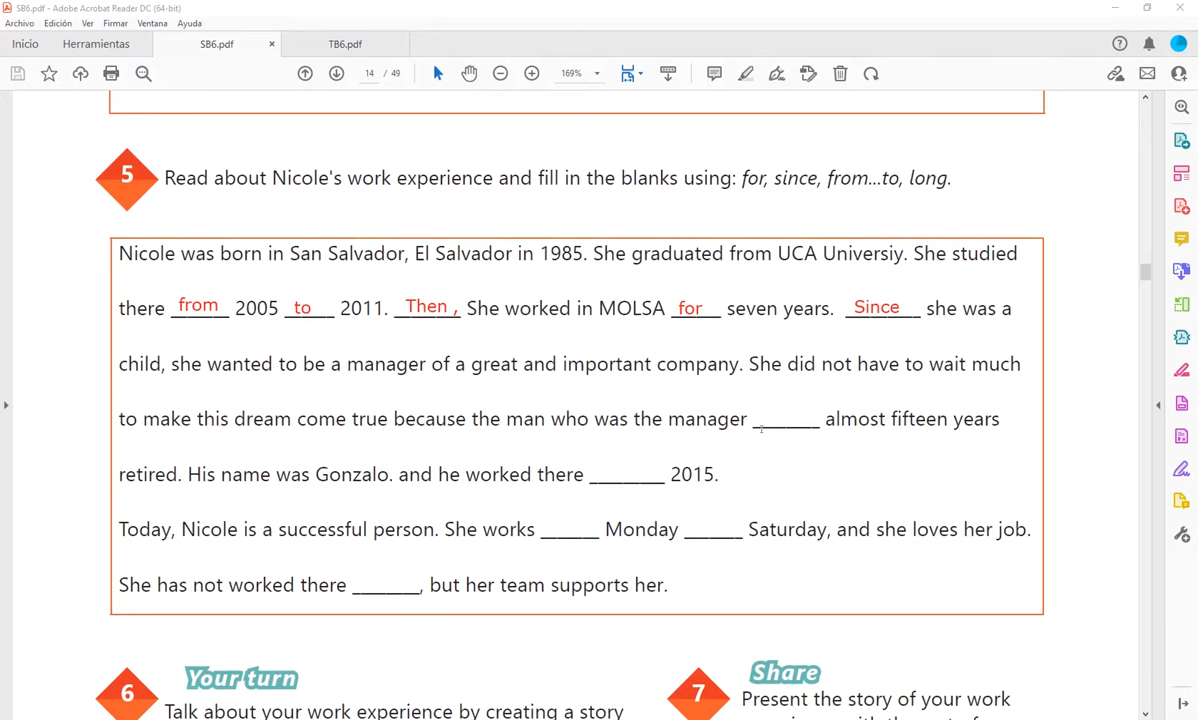 SB6.pdf - Adobe Acrobat Reader DC (64-bit)
Archivo Edición Ver Firmar Ventana Ayuda
Inicio Herramientas SB6.pdf × TB6.pdf
14 / 49 169%
5 Read about Nicole's work experience and fill in the blanks using: for, since, from...to, long.
Nicole was born in San Salvador, El Salvador in 1985. She graduated from UCA Universiy. She studied
there from 2005 to 2011. Then , She worked in MOLSA for seven years. Since she was a
child, she wanted to be a manager of a great and important company. She did not have to wait much
to make this dream come true because the man who was the manager _______ almost fifteen years
retired. His name was Gonzalo. and he worked there ________ 2015.
Today, Nicole is a successful person. She works ______ Monday ______ Saturday, and she loves her job.
She has not worked there _______, but her team supports her.
6 Your turn
Talk about your work experience by creating a story
7 Share
Present the story of your work